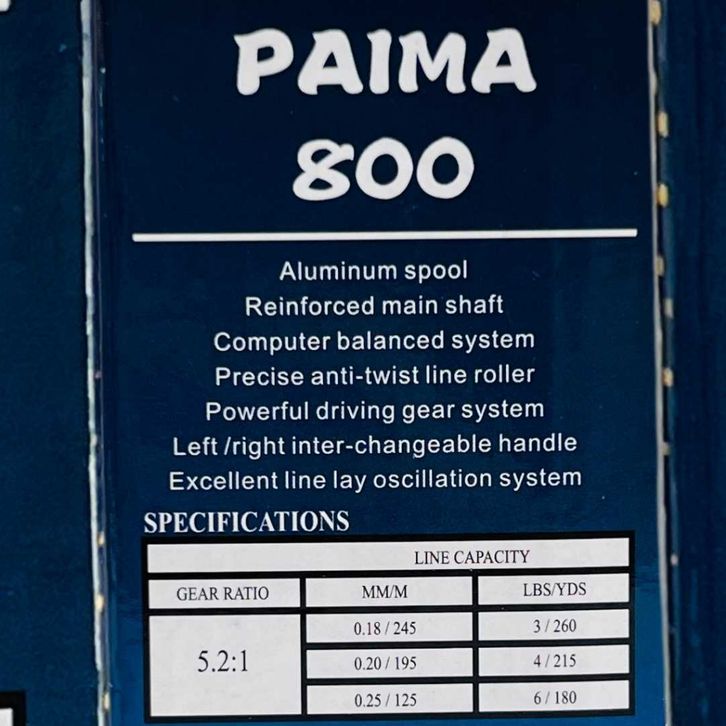 PAIMA
800
Aluminum spool
Reinforced main shaft
Computer balanced system
Precise anti-twist line roller
Powerful driving gear system
Left /right inter-changeable handle
Excellent line lay oscillation system
SPECIFICATIONS
LINE CAPACITY
GEAR RATIO MM/M LBS/YDS
5.2:1
0.18 / 245 3 / 260
0.20 / 195 4 / 215
0.25 / 125 6 / 180